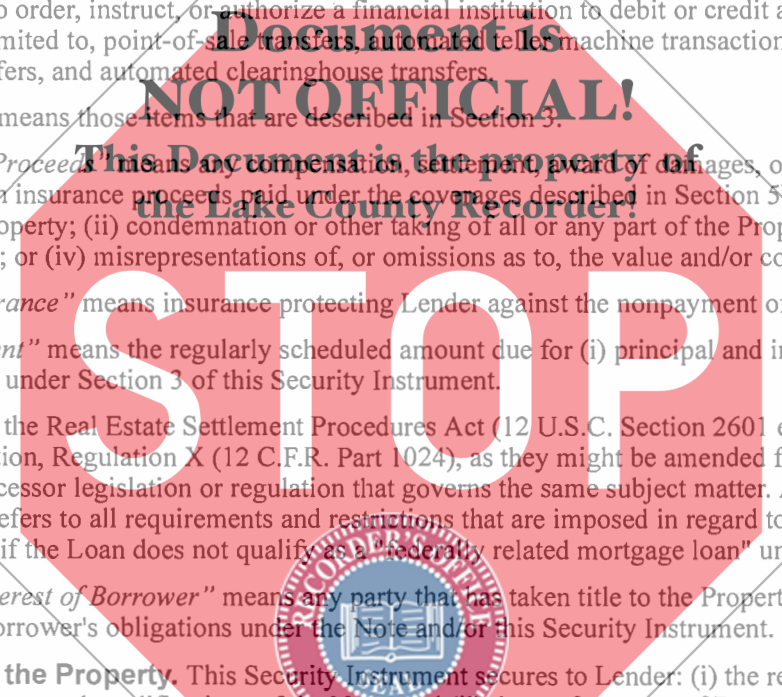 o order, instruct, or authorize a financial institution to debit or credit a
mited to, point-of-sale transfers, automated teller machine transaction
fers, and automated clearinghouse transfers.
Document is
NOT OFFICIAL!
This Document is the property of
the Lake County Recorder!
means those items that are described in Section 3.
Proceeds" means any compensation, settlement, award of damages, o
n insurance proceeds paid under the coverages described in Section 5
operty; (ii) condemnation or other taking of all or any part of the Prop
; or (iv) misrepresentations of, or omissions as to, the value and/or co
rance" means insurance protecting Lender against the nonpayment o
ent" means the regularly scheduled amount due for (i) principal and in
under Section 3 of this Security Instrument.
STOP
the Real Estate Settlement Procedures Act (12 U.S.C. Section 2601 e
ion, Regulation X (12 C.F.R. Part 1024), as they might be amended f
cessor legislation or regulation that governs the same subject matter.
efers to all requirements and restrictions that are imposed in regard to
if the Loan does not qualify as a "federally related mortgage loan" un
erest of Borrower" means any party that has taken title to the Propert
orrower's obligations under the Note and/or this Security Instrument.
RECORDER'S OFFICE
SEAL
the Property. This Security Instrument secures to Lender: (i) the r